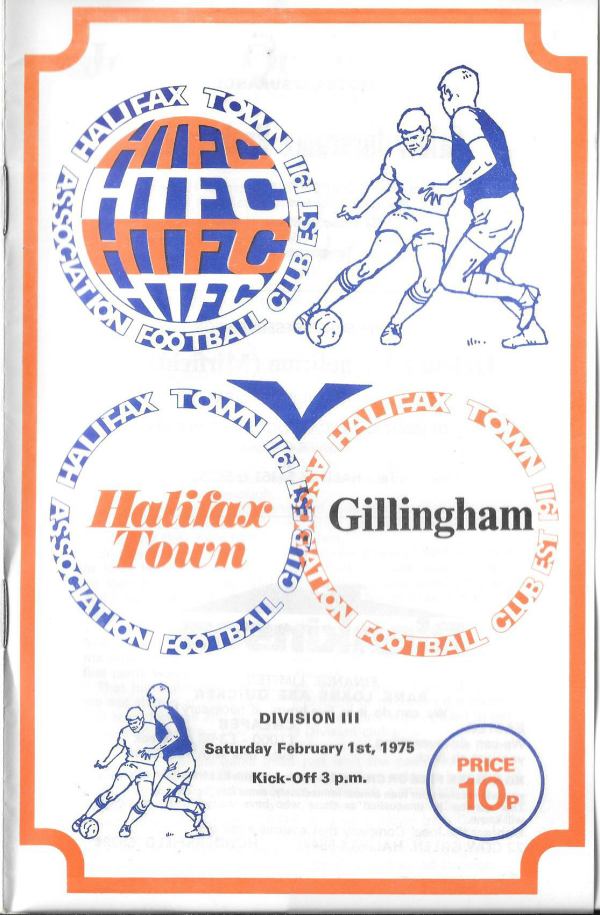 HALIFAX TOWN
ASSOCIATION FOOTBALL CLUB EST 1911
HTFC
HTFC
HTFC
HTFC
HALIFAX TOWN
ASSOCIATION FOOTBALL CLUB EST 1911
Halifax
Town
HALIFAX TOWN
ASSOCIATION FOOTBALL CLUB EST 1911
Gillingham
DIVISION III
Saturday February 1st, 1975
Kick-Off 3 p.m.
PRICE
10P